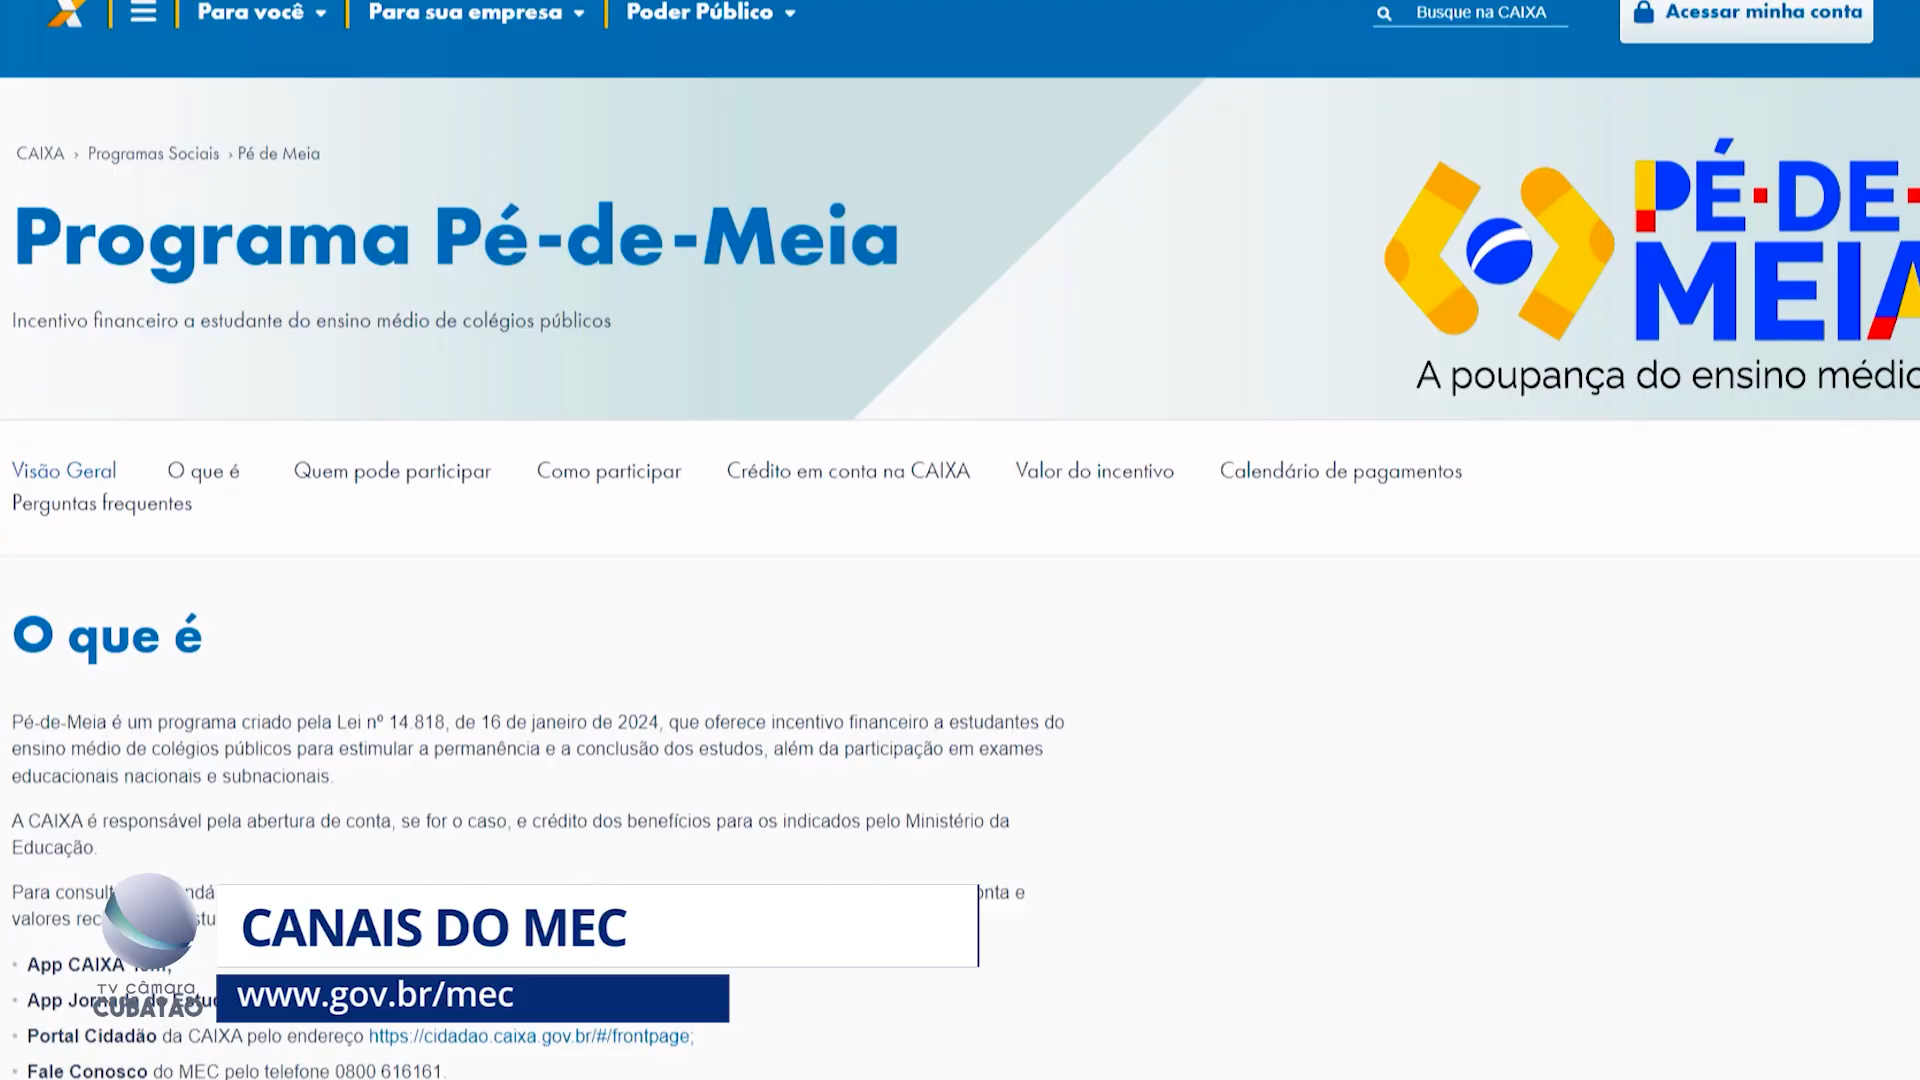 Para você
Para sua empresa
Poder Público
Busque na CAIXA
Acessar minha conta
CAIXA › Programas Sociais › Pé de Meia
Programa Pé-de-Meia
Incentivo financeiro a estudante do ensino médio de colégios públicos
PÉ-DE-
MEIA
A poupança do ensino médio
Visão Geral
O que é
Quem pode participar
Como participar
Crédito em conta na CAIXA
Valor do incentivo
Calendário de pagamentos
Perguntas frequentes
O que é
Pé-de-Meia é um programa criado pela Lei nº 14.818, de 16 de janeiro de 2024, que oferece incentivo financeiro a estudantes do
ensino médio de colégios públicos para estimular a permanência e a conclusão dos estudos, além da participação em exames
educacionais nacionais e subnacionais.
A CAIXA é responsável pela abertura de conta, se for o caso, e crédito dos benefícios para os indicados pelo Ministério da
Educação.
Para
e
valores
CANAIS DO MEC
• App CAIXA
TV câmara
CUBATÃO
• App
www.gov.br/mec
• Portal Cidadão da CAIXA pelo endereço https://cidadao.caixa.gov.br/#/frontpage;
• Fale Conosco do MEC pelo telefone 0800 616161.